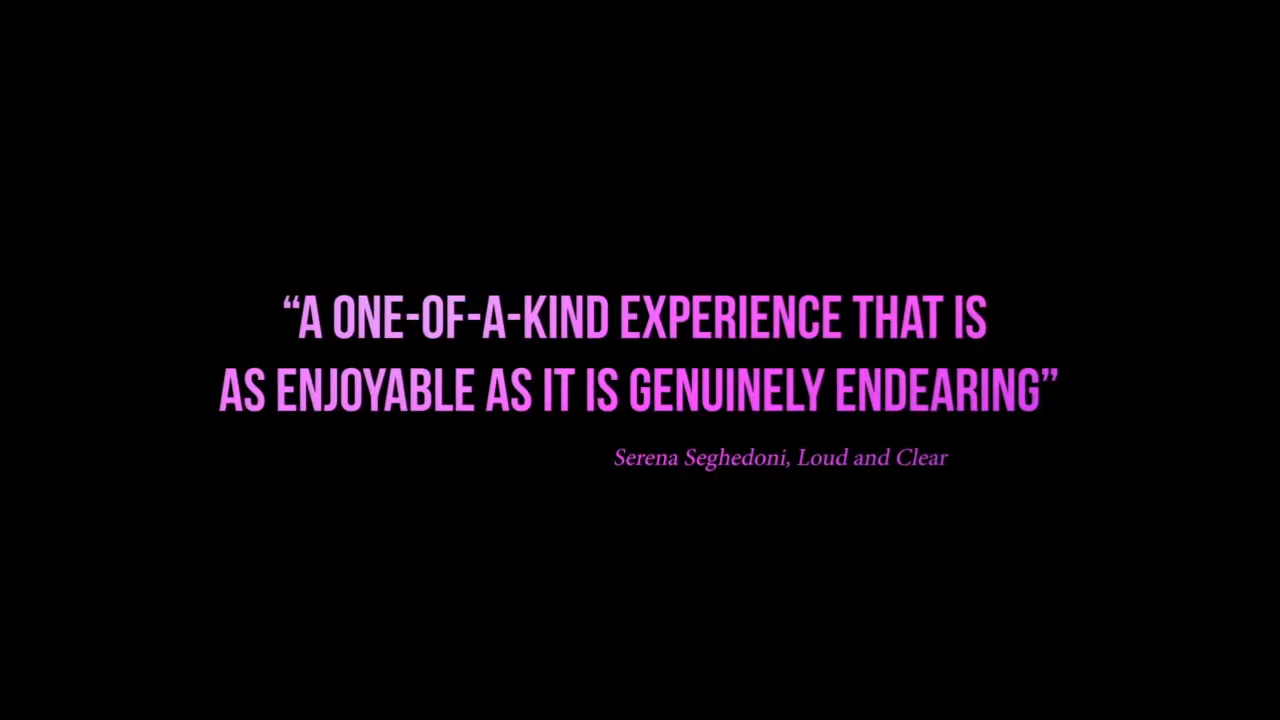 “A ONE-OF-A-KIND EXPERIENCE THAT IS
AS ENJOYABLE AS IT IS GENUINELY ENDEARING”
Serena Seghedoni, Loud and Clear